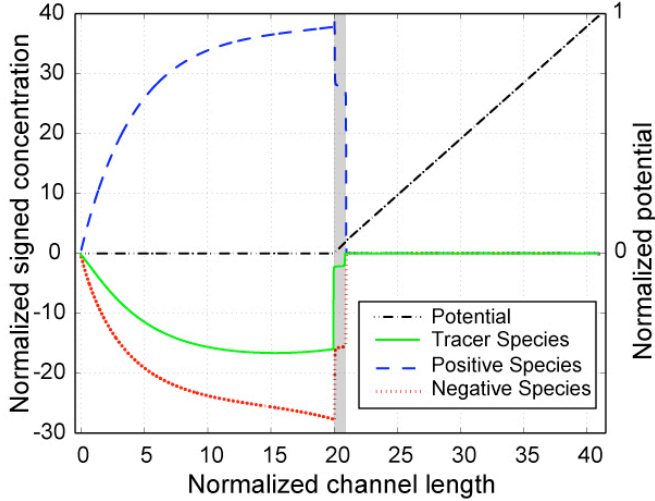 40
30
20
10
0
-10
-20
-30
Normalized signed concentration
1
0
Normalized potential
Potential
Tracer Species
Positive Species
Negative Species
0 5 10 15 20 25 30 35 40
Normalized channel length